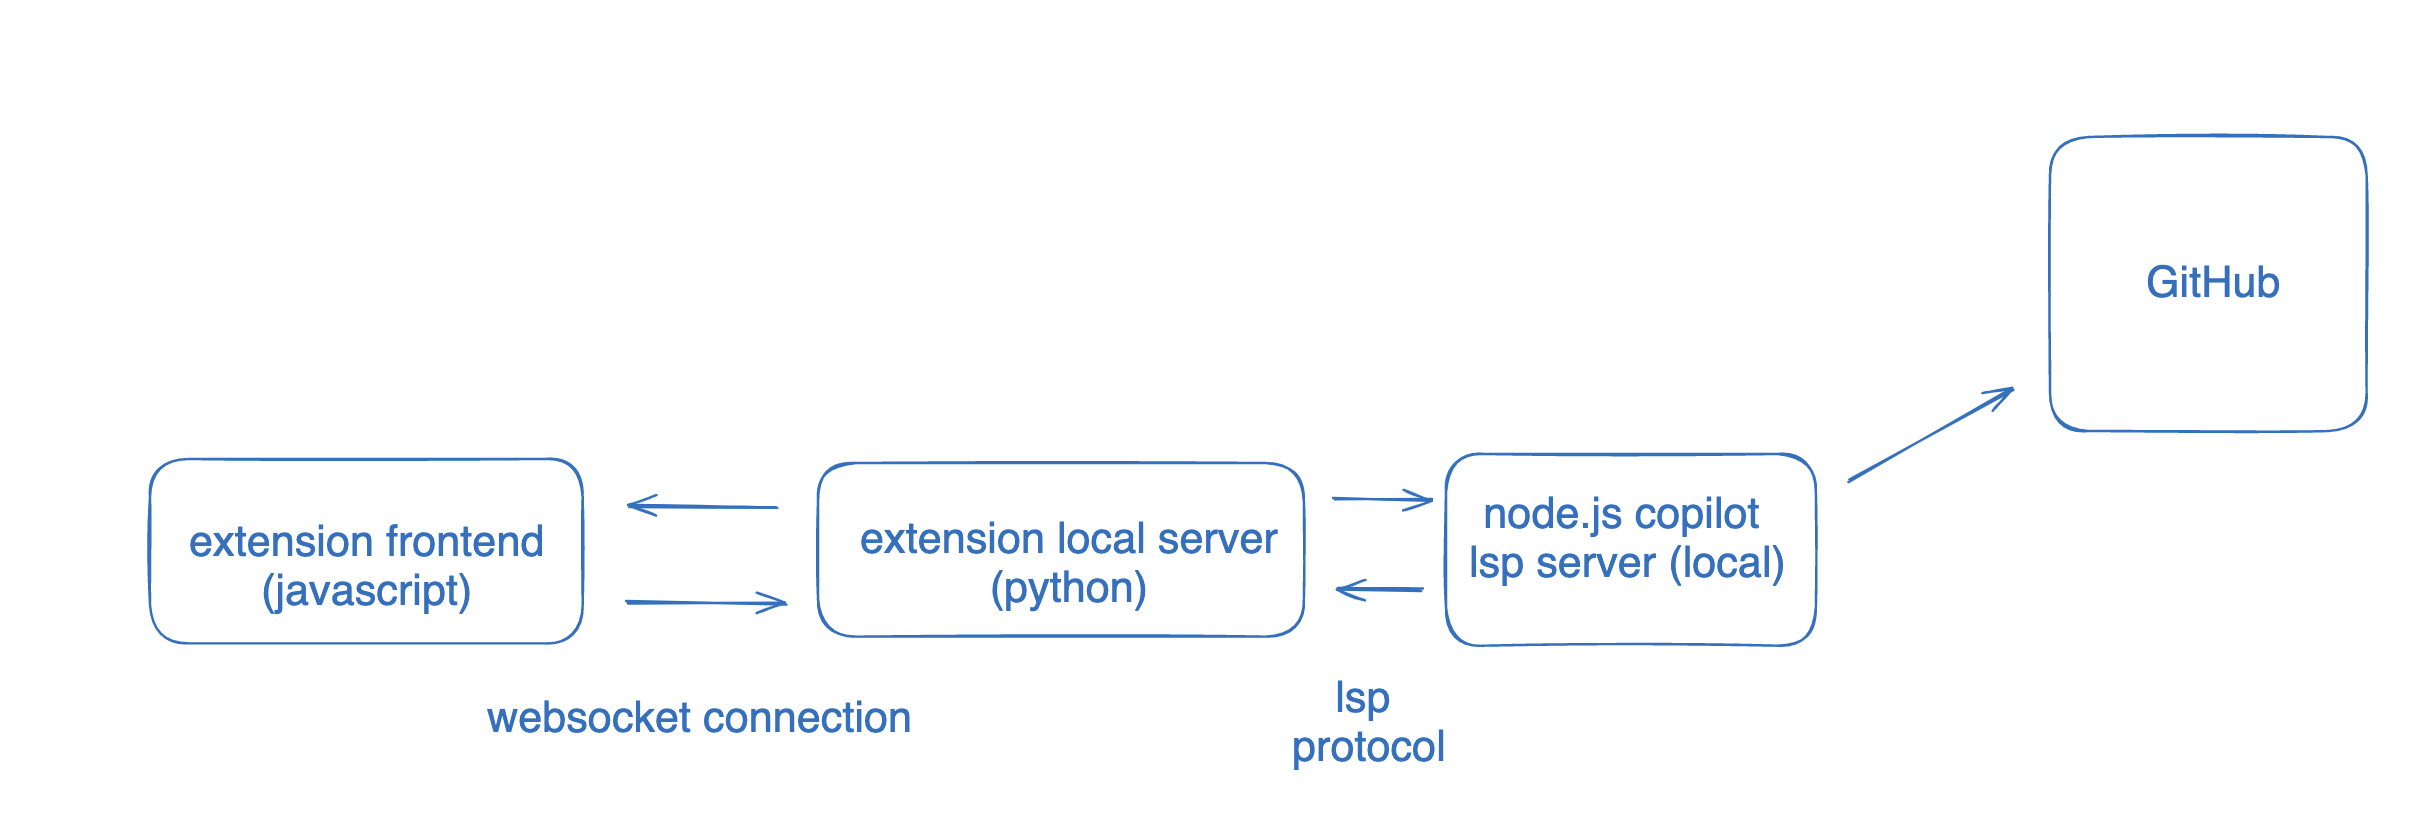 GitHub
extension frontend
(javascript)
extension local server
(python)
node.js copilot
lsp server (local)
websocket connection
lsp
protocol